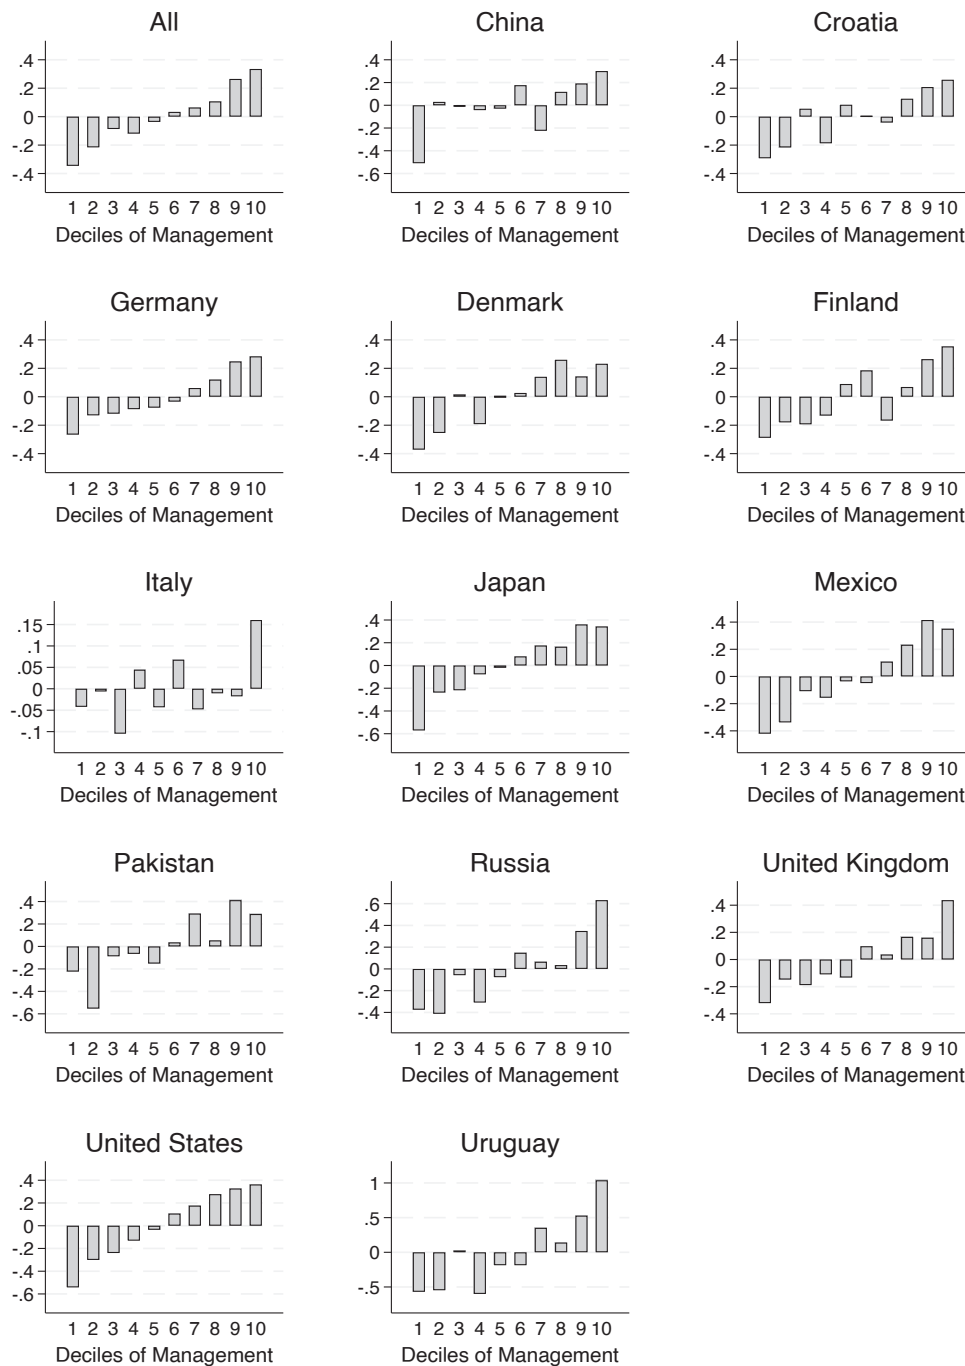 All
.4
.2
0
-.2
-.4
1 2 3 4 5 6 7 8 9 10
Deciles of Management
China
.4
.2
0
-.2
-.4
-.6
1 2 3 4 5 6 7 8 9 10
Deciles of Management
Croatia
.4
.2
0
-.2
-.4
1 2 3 4 5 6 7 8 9 10
Deciles of Management
Germany
.4
.2
0
-.2
-.4
1 2 3 4 5 6 7 8 9 10
Deciles of Management
Denmark
.4
.2
0
-.2
-.4
1 2 3 4 5 6 7 8 9 10
Deciles of Management
Finland
.4
.2
0
-.2
-.4
1 2 3 4 5 6 7 8 9 10
Deciles of Management
Italy
.15
.1
.05
0
-.05
-.1
1 2 3 4 5 6 7 8 9 10
Deciles of Management
Japan
.4
.2
0
-.2
-.4
-.6
1 2 3 4 5 6 7 8 9 10
Deciles of Management
Mexico
.4
.2
0
-.2
-.4
1 2 3 4 5 6 7 8 9 10
Deciles of Management
Pakistan
.4
.2
0
-.2
-.4
-.6
1 2 3 4 5 6 7 8 9 10
Deciles of Management
Russia
.6
.4
.2
0
-.2
-.4
1 2 3 4 5 6 7 8 9 10
Deciles of Management
United Kingdom
.4
.2
0
-.2
-.4
1 2 3 4 5 6 7 8 9 10
Deciles of Management
United States
.4
.2
0
-.2
-.4
-.6
1 2 3 4 5 6 7 8 9 10
Deciles of Management
Uruguay
1
.5
0
-.5
1 2 3 4 5 6 7 8 9 10
Deciles of Management